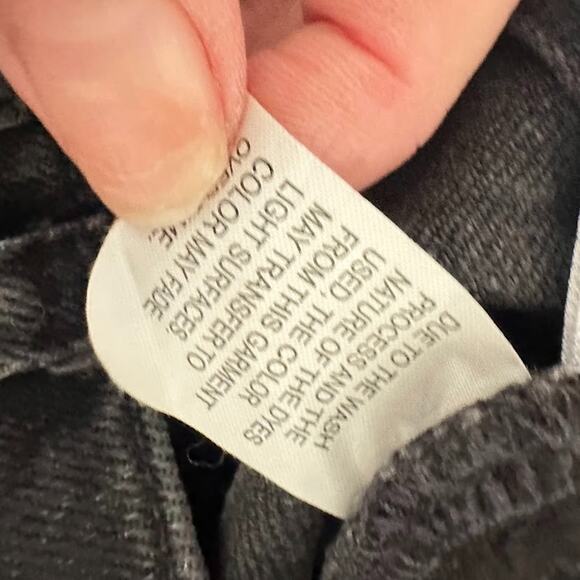 DUE TO THE WASH
PROCESS AND THE
NATURE OF THE DYES
USED, THE COLOR
FROM THIS GARMENT
MAY TRANSFER TO
LIGHT SURFACES.
COLOR MAY FADE